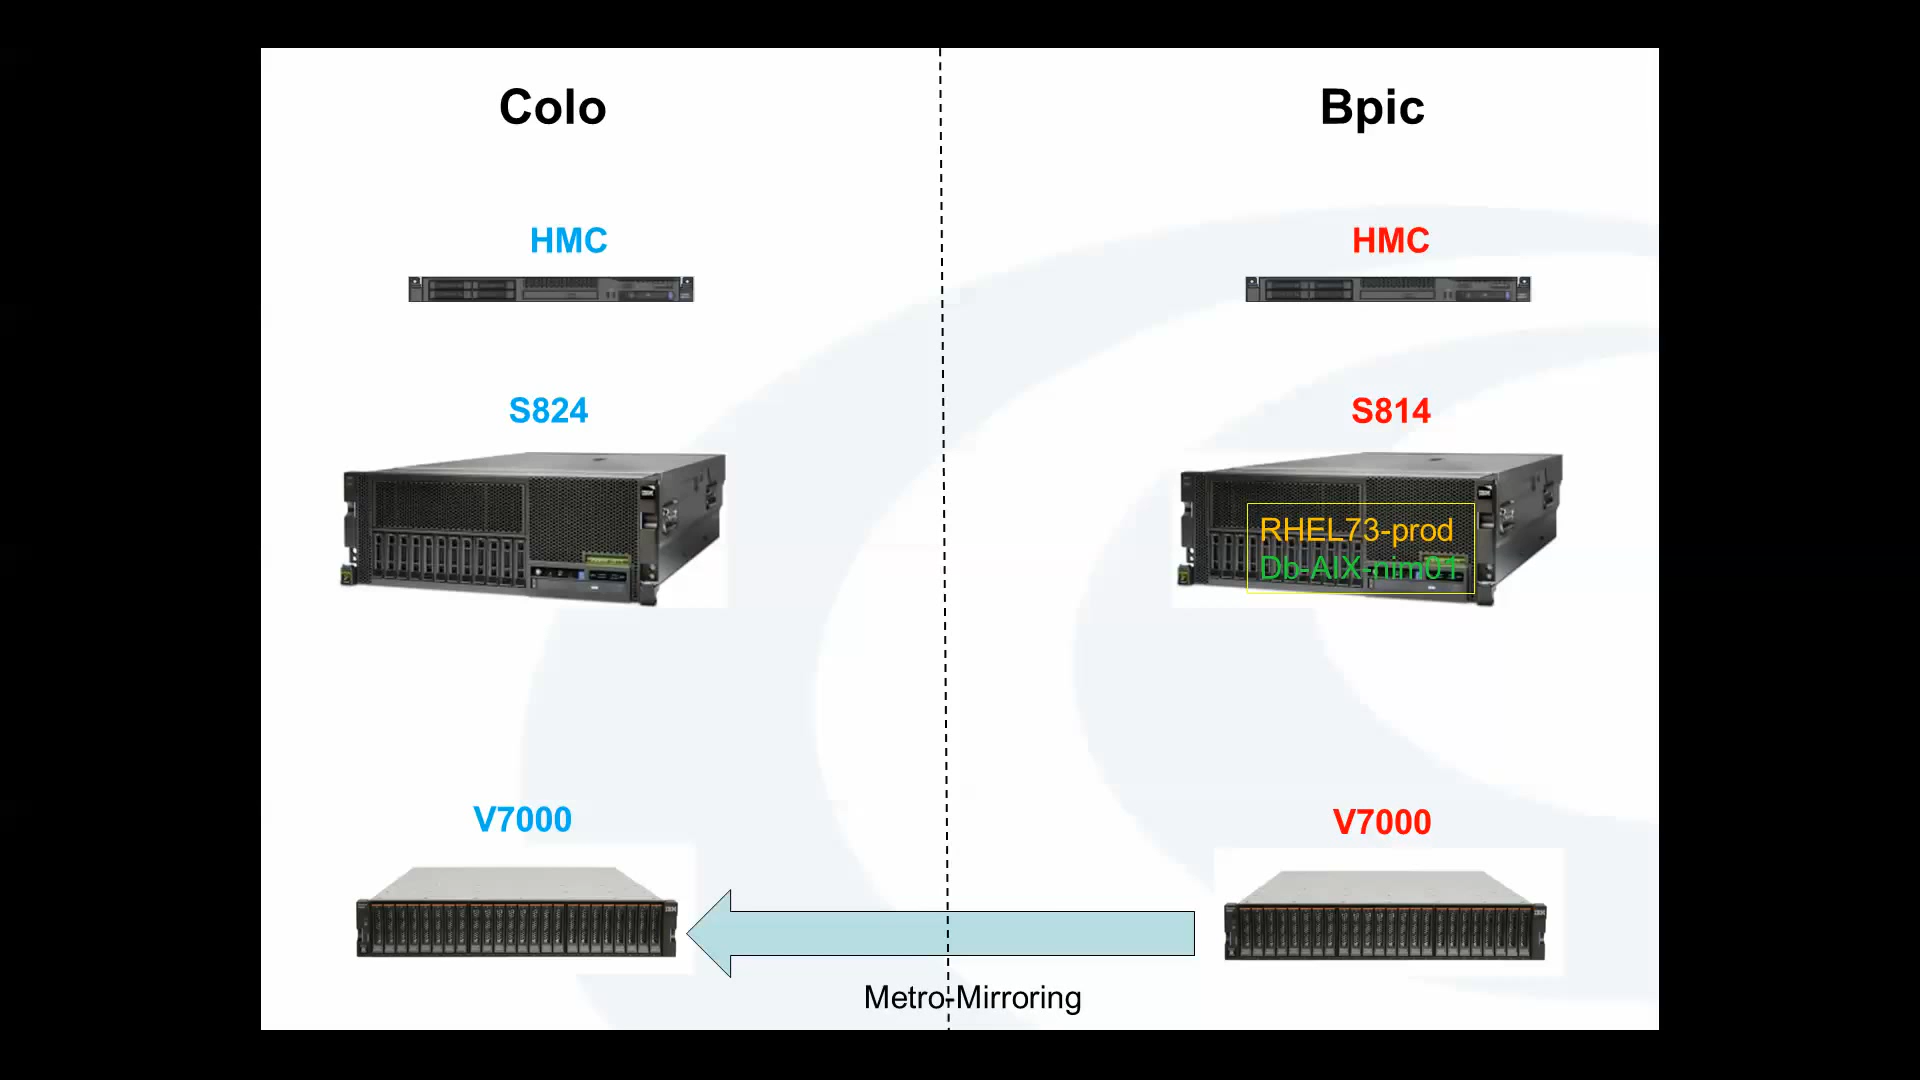 Colo
Bpic
HMC
HMC
S824
S814
RHEL73-prod
Db-AIX-nim01
V7000
V7000
Metro-Mirroring